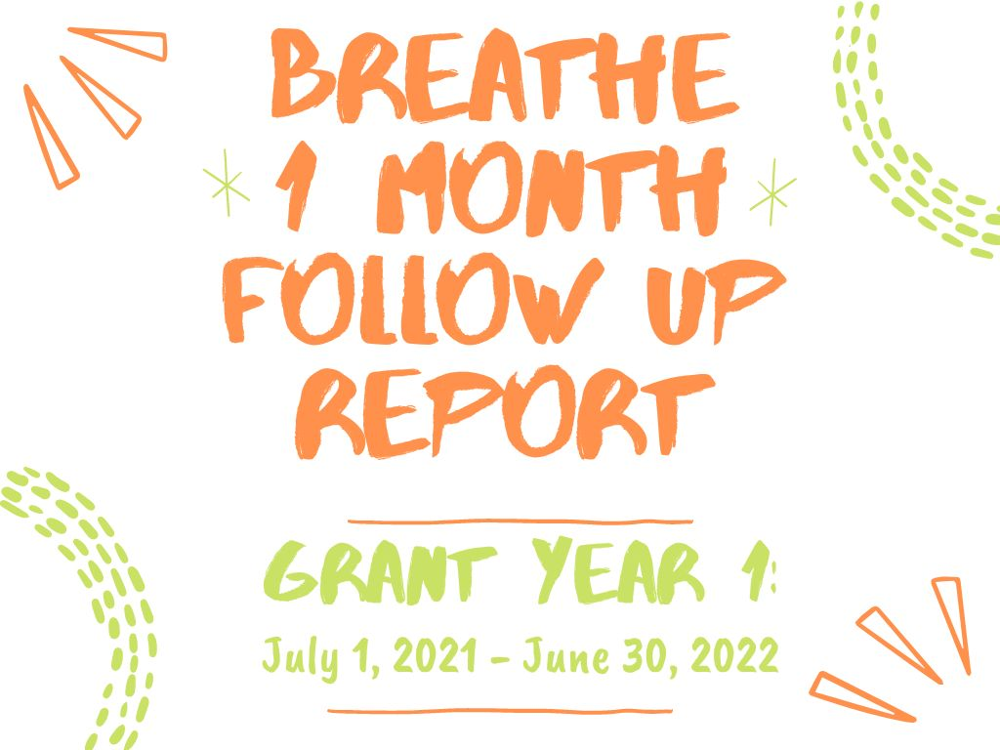 BREATHE
1 MONTH
FOLLOW UP
REPORT
GRANT YEAR 1:
July 1, 2021 – June 30, 2022